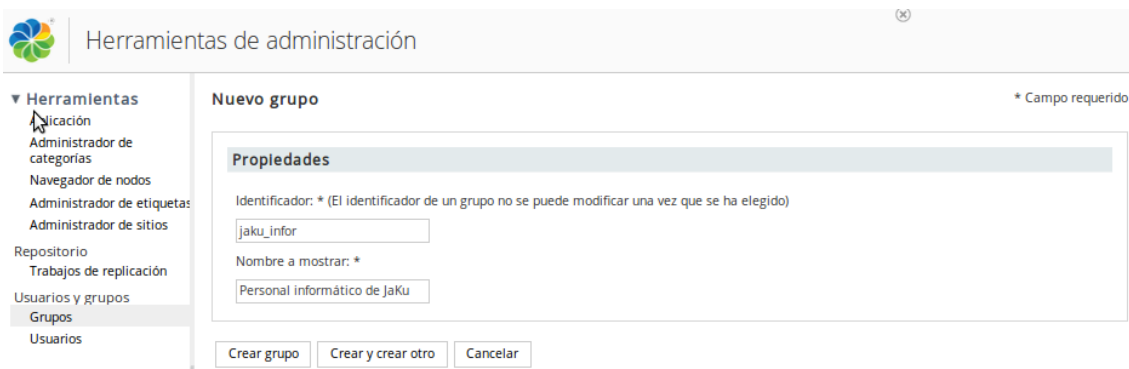 Herramientas de administración
▼ Herramientas
Aplicación
Administrador de
categorías
Navegador de nodos
Administrador de etiquetas
Administrador de sitios
Repositorio
Trabajos de replicación
Usuarios y grupos
Grupos
Usuarios
Nuevo grupo
* Campo requerido
Propiedades
Identificador: * (El identificador de un grupo no se puede modificar una vez que se ha elegido)
jaku_infor
Nombre a mostrar: *
Personal informático de JaKu
Crear grupo
Crear y crear otro
Cancelar